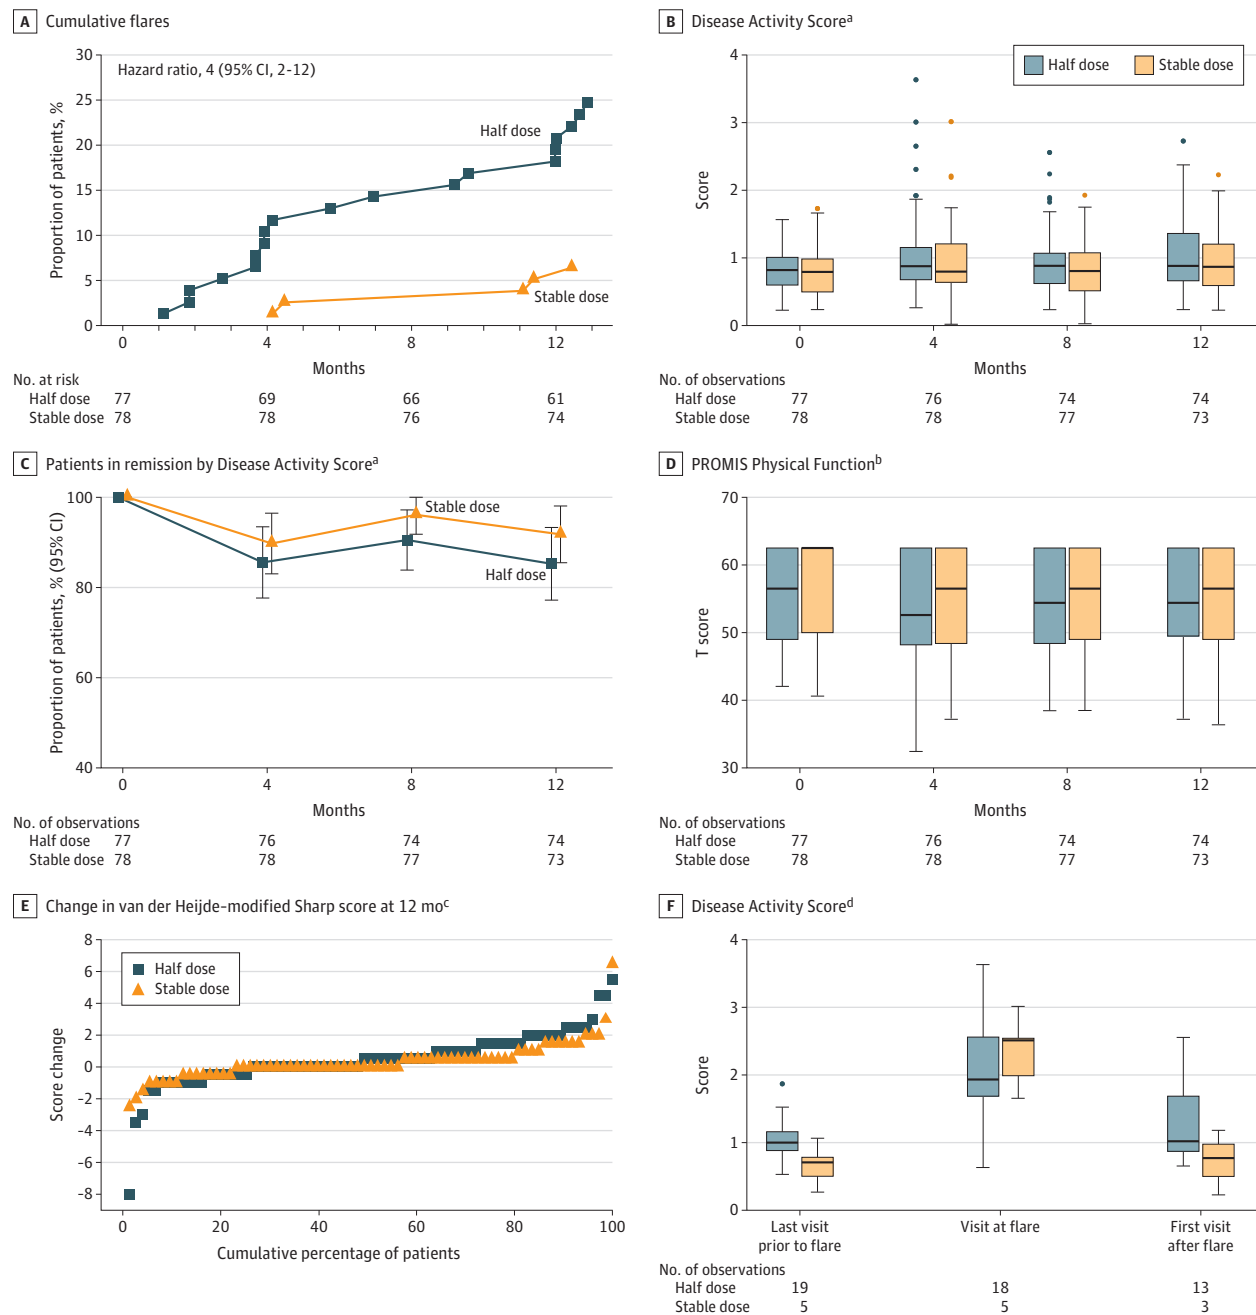 A Cumulative flares
30
25
20
15
10
5
0
Proportion of patients, %
Hazard ratio, 4 (95% CI, 2-12)
Half dose
Stable dose
0 4 8 12
Months
No. at risk
Half dose 77 69 66 61
Stable dose 78 78 76 74
B Disease Activity Scoreᵃ
4
3
2
1
0
Score
Half dose Stable dose
0 4 8 12
Months
No. of observations
Half dose 77 76 74 74
Stable dose 78 78 77 73
C Patients in remission by Disease Activity Scoreᵃ
100
80
60
40
Proportion of patients, % (95% CI)
Stable dose
Half dose
0 4 8 12
Months
No. of observations
Half dose 77 76 74 74
Stable dose 78 78 77 73
D PROMIS Physical Functionᵇ
70
60
50
40
30
T score
0 4 8 12
Months
No. of observations
Half dose 77 76 74 74
Stable dose 78 78 77 73
E Change in van der Heijde-modified Sharp score at 12 moᶜ
8
6
4
2
0
-2
-4
-6
-8
Score change
Half dose
Stable dose
0 20 40 60 80 100
Cumulative percentage of patients
F Disease Activity Scoreᵈ
4
3
2
1
0
Score
Last visit prior to flare
Visit at flare
First visit after flare
No. of observations
Half dose 19 18 13
Stable dose 5 5 3